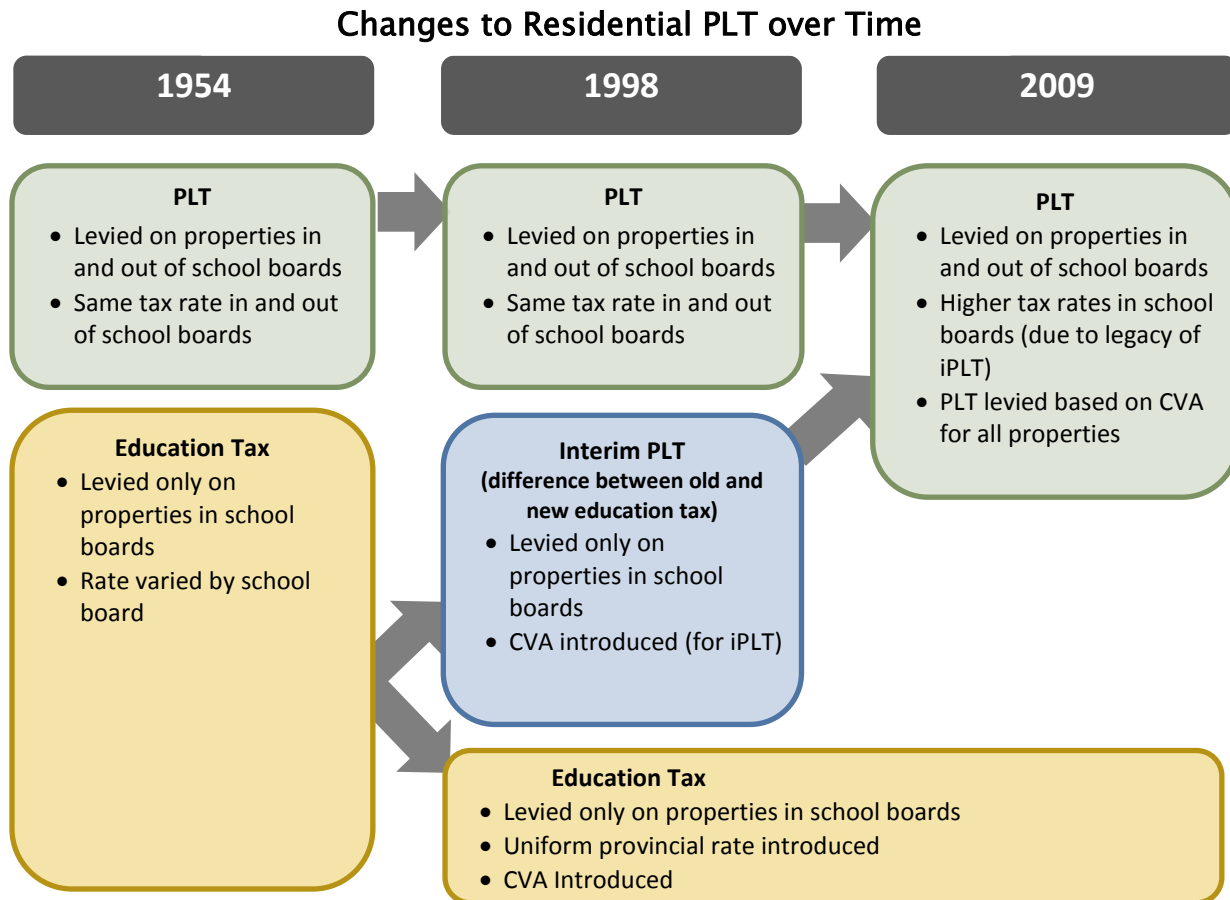 Changes to Residential PLT over Time
1954
1998
2009
PLT
• Levied on properties in
and out of school boards
• Same tax rate in and out
of school boards
PLT
• Levied on properties in
and out of school boards
• Same tax rate in and out
of school boards
PLT
• Levied on properties in
and out of school boards
• Higher tax rates in school
boards (due to legacy of
iPLT)
• PLT levied based on CVA
for all properties
Education Tax
• Levied only on
properties in school
boards
• Rate varied by school
board
Interim PLT
(difference between old and
new education tax)
• Levied only on
properties in school
boards
• CVA introduced (for iPLT)
Education Tax
• Levied only on properties in school boards
• Uniform provincial rate introduced
• CVA Introduced